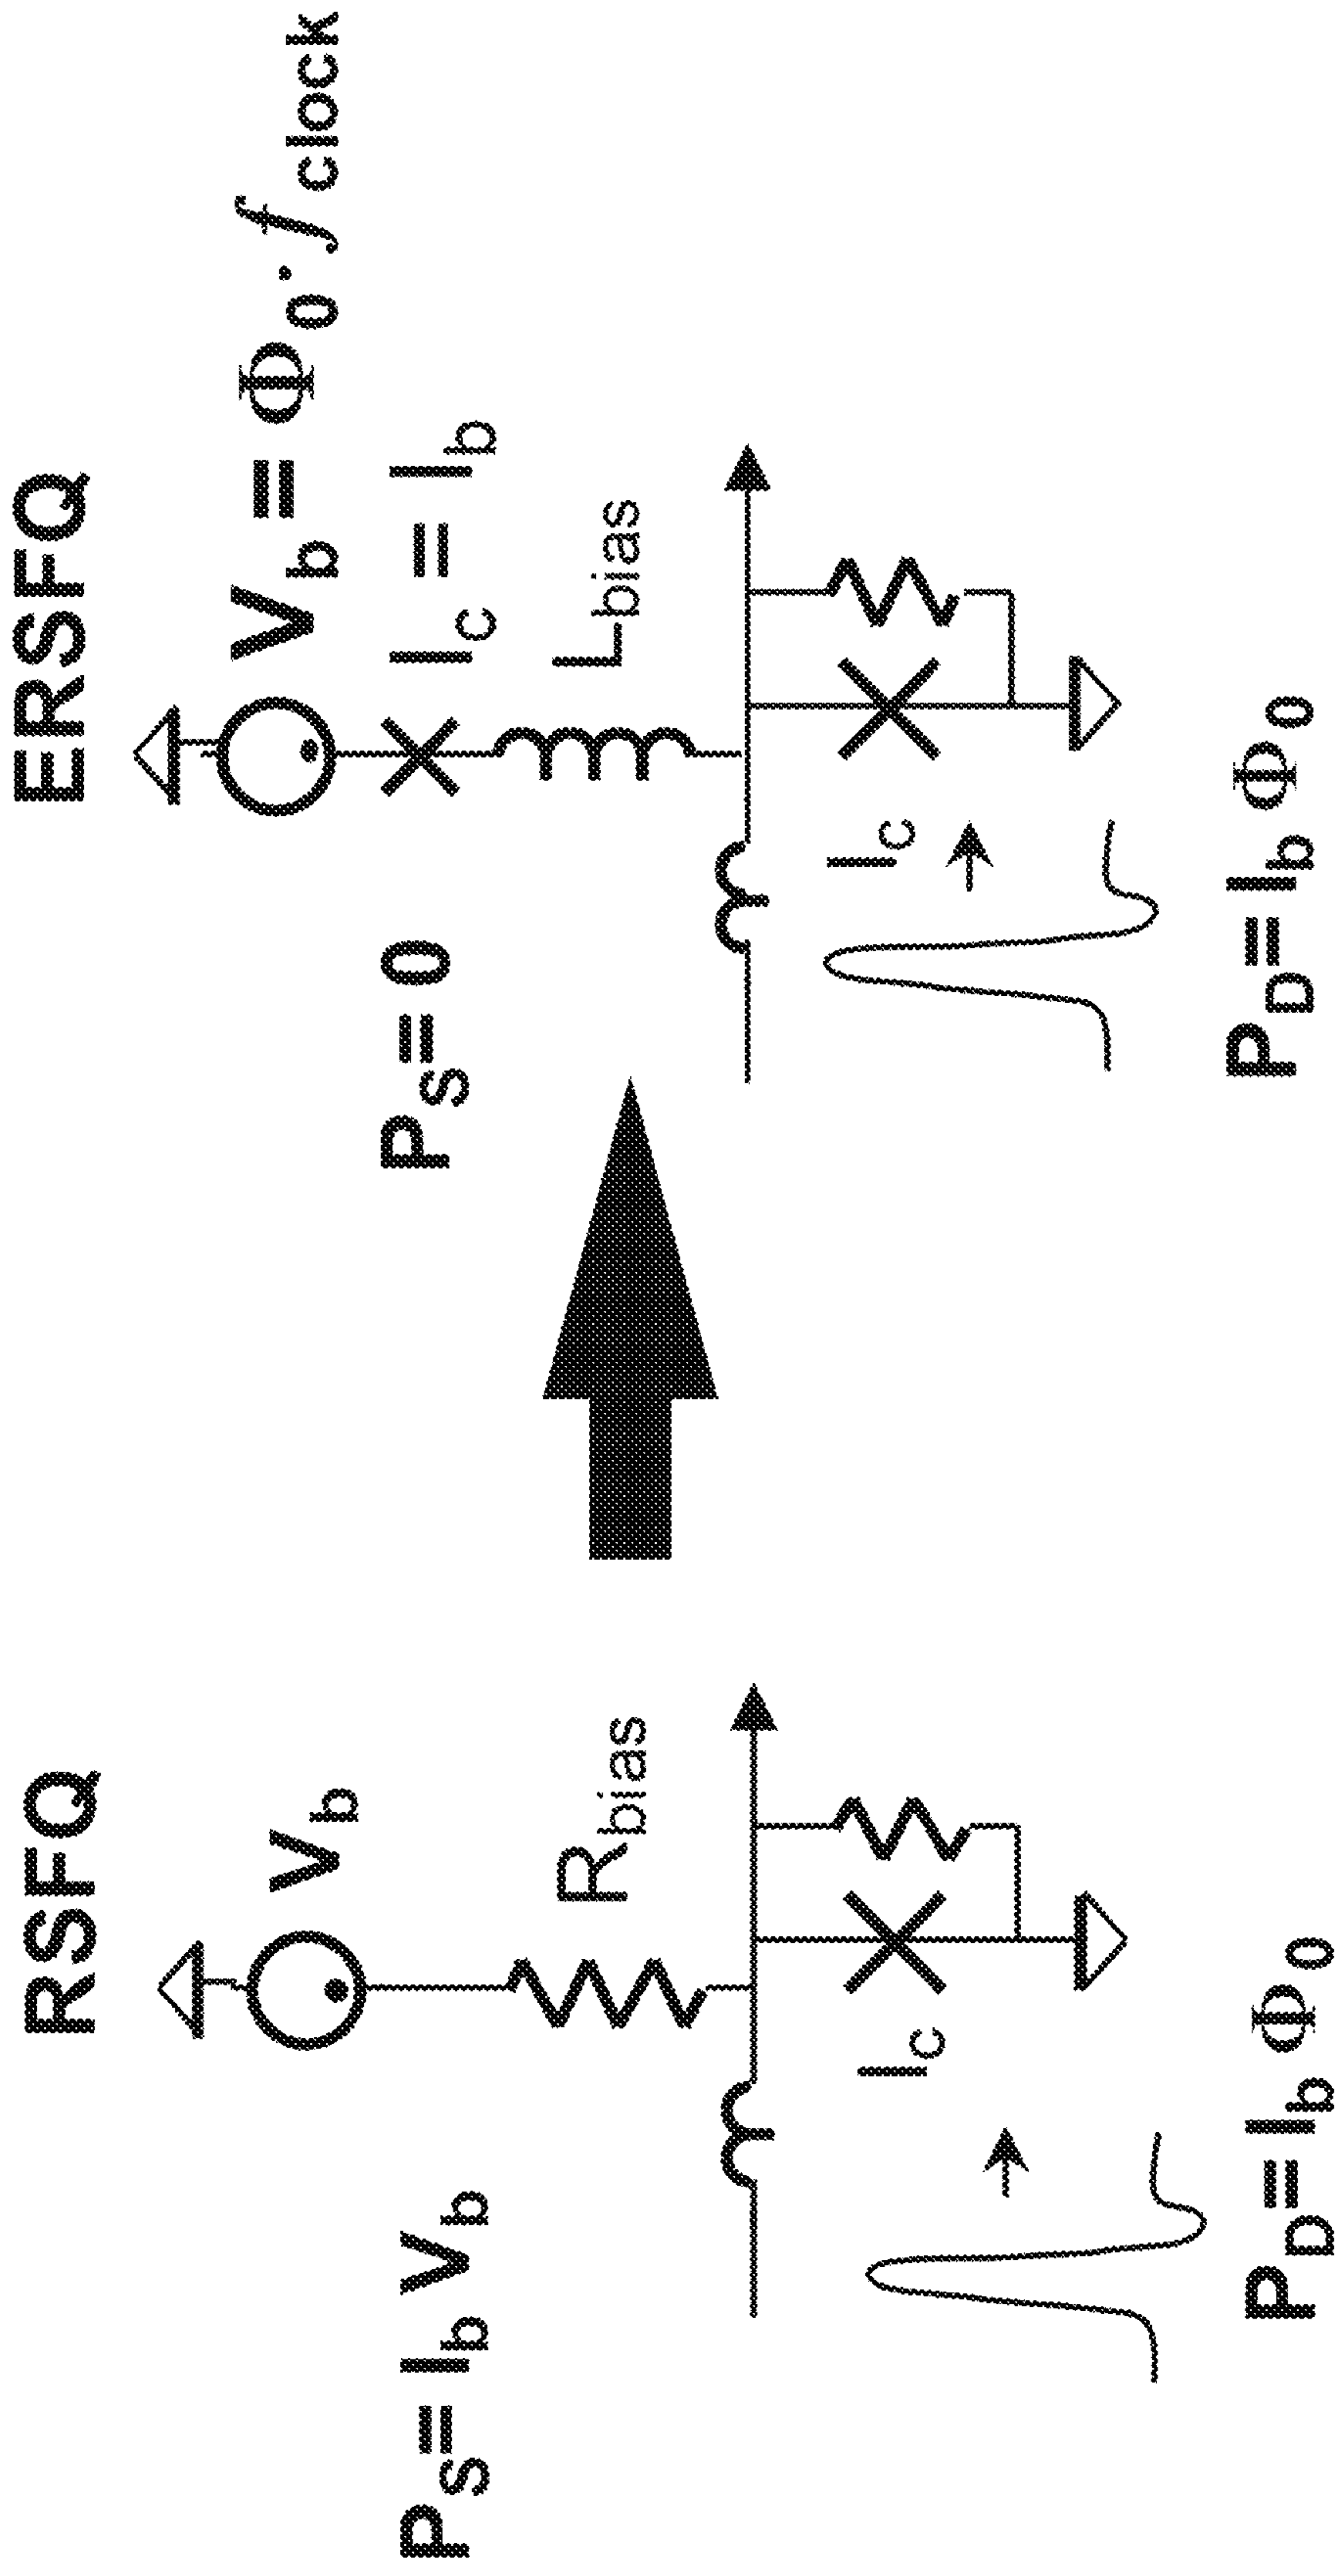 RSFQ
V_b
P_S = I_b V_b
R_bias
I_C
P_D = I_b Φ_0
ERSFQ
V_b = Φ_0 · f_clock
I_C = I_b
P_S = 0
L_bias
I_C
P_D = I_b Φ_0